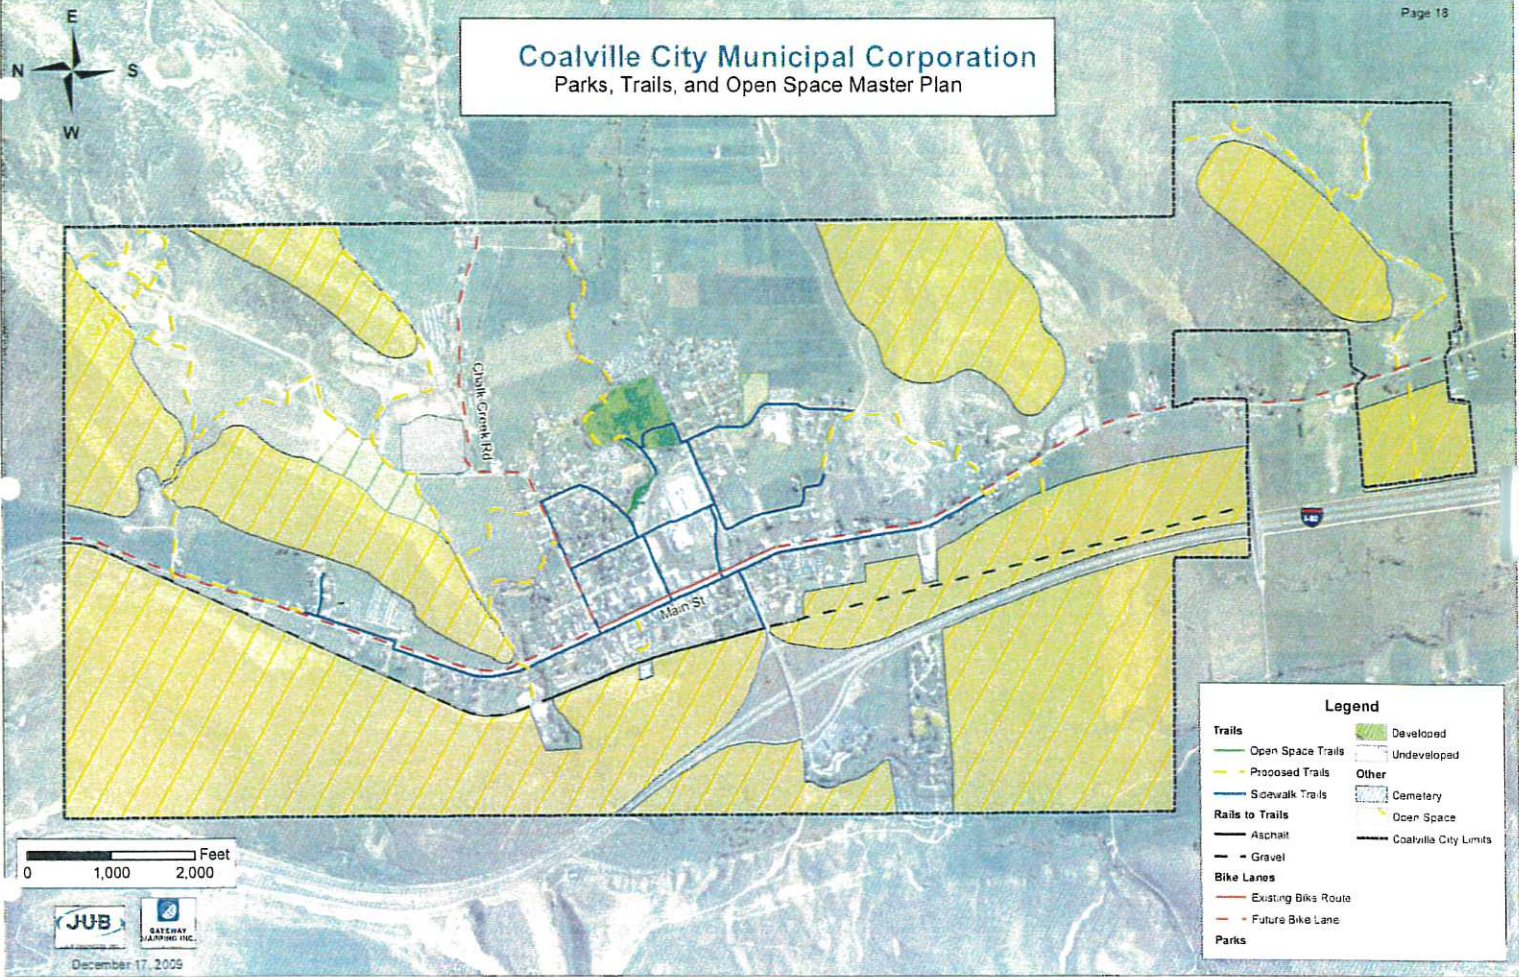 Page 18
E
N
S
W
Coalville City Municipal Corporation
Parks, Trails, and Open Space Master Plan
Chalk Creek Rd
Main St
I-80
Legend
Trails
Open Space Trails
Proposed Trails
Sidewalk Trails
Rails to Trails
Asphalt
Gravel
Bike Lanes
Existing Bike Route
Future Bike Lane
Parks
Developed
Undeveloped
Other
Cemetery
Open Space
Coalville City Limits
Feet
0 1,000 2,000
JUB
GATEWAY
MAPPING INC.
December 17, 2009